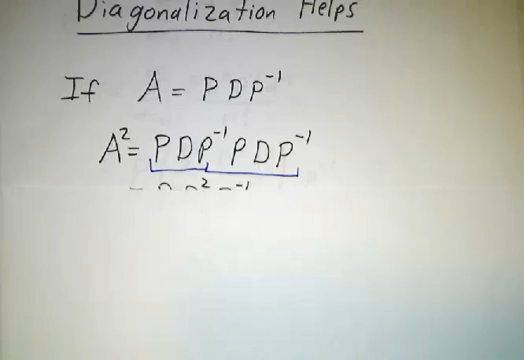 Diagonalization Helps
If A = PDP⁻¹
A² = PDP⁻¹PDP⁻¹